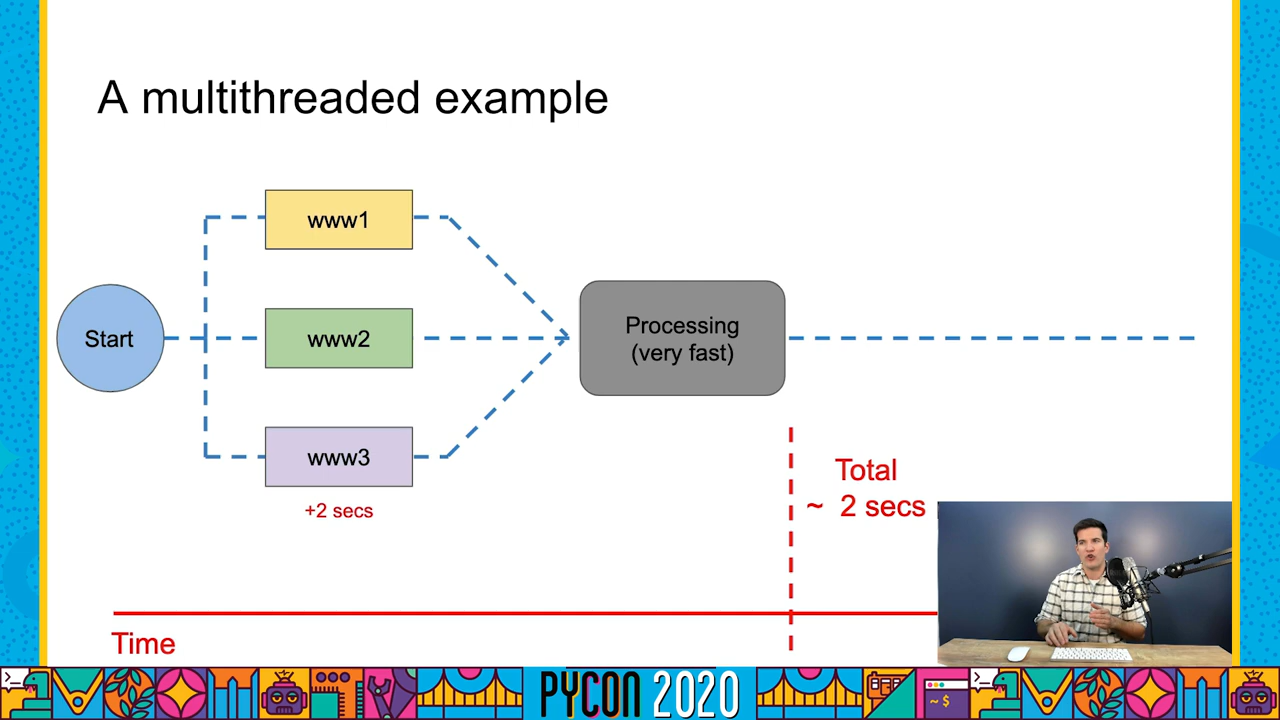 A multithreaded example
www1
Start
www2
Processing
(very fast)
www3
+2 secs
Total
~ 2 secs
Time
PYCON 2020
>_
~ $